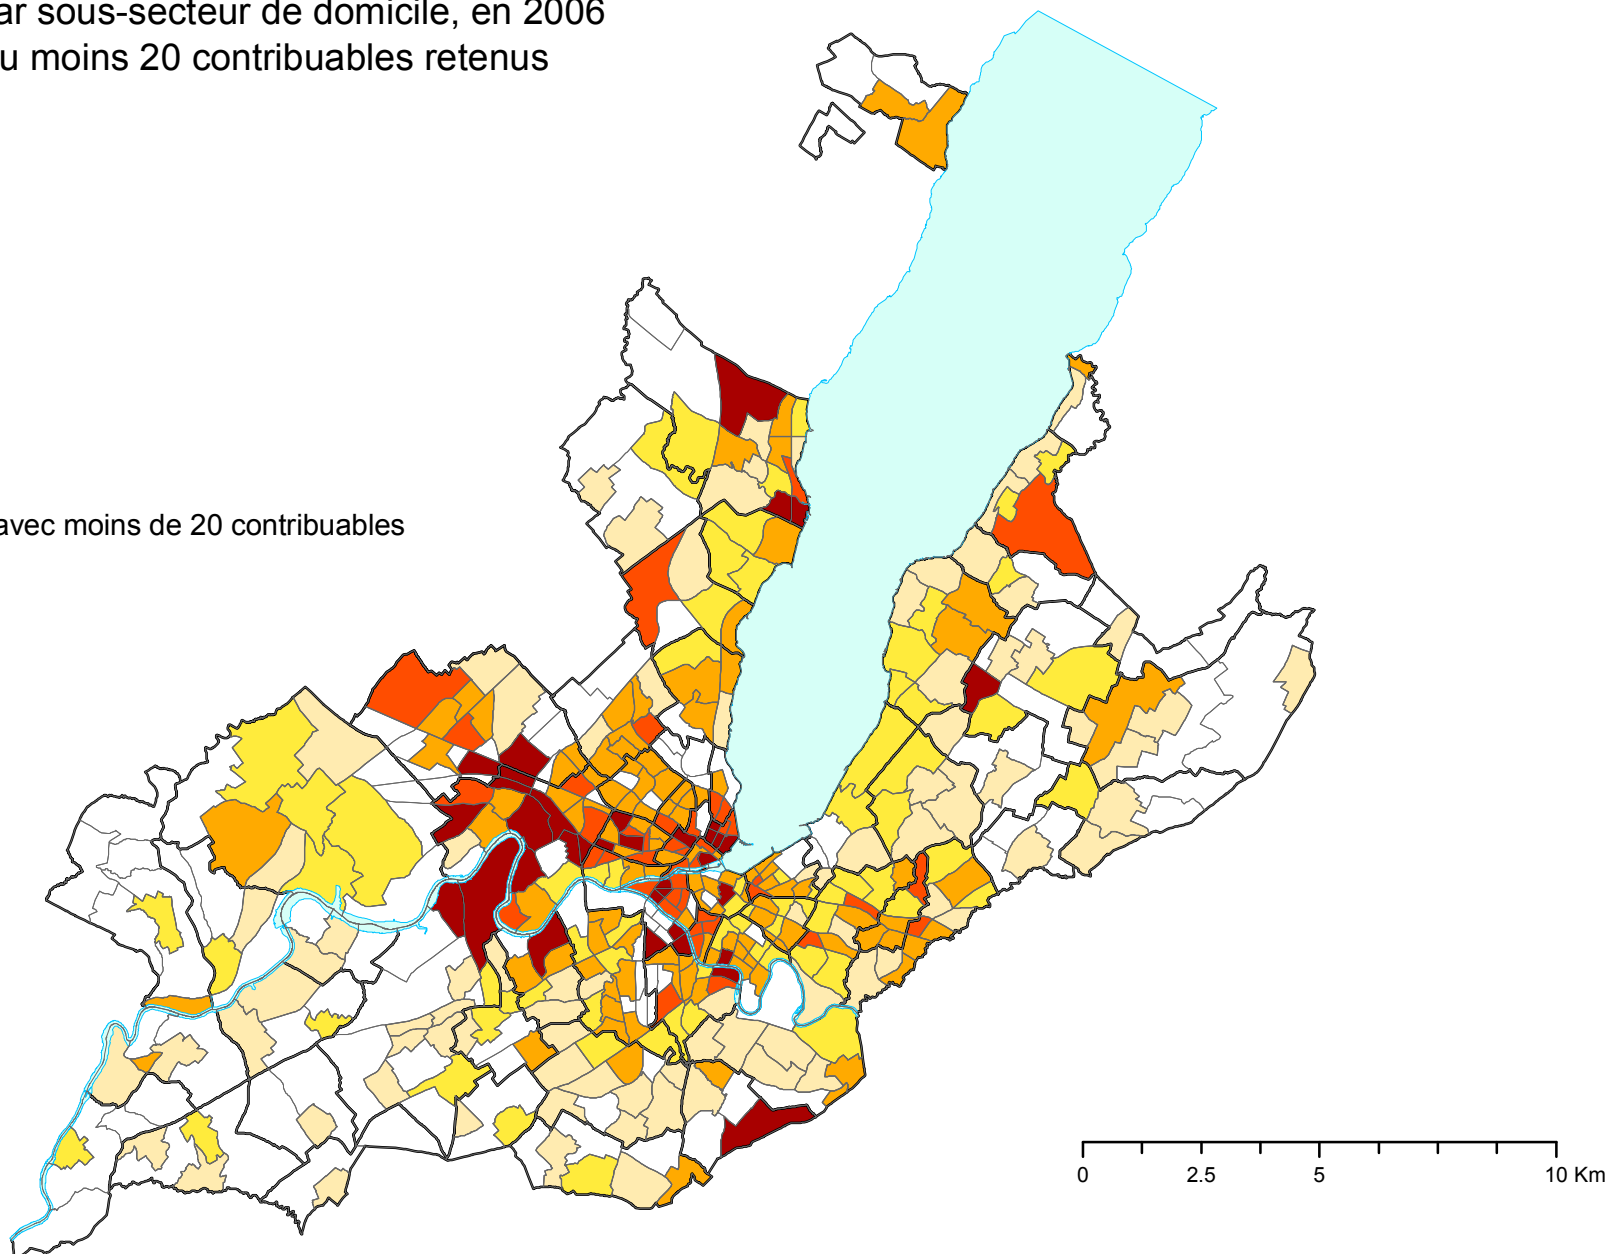 ar sous-secteur de domicile, en 2006
u moins 20 contribuables retenus
avec moins de 20 contribuables
0 2.5 5 10 Km